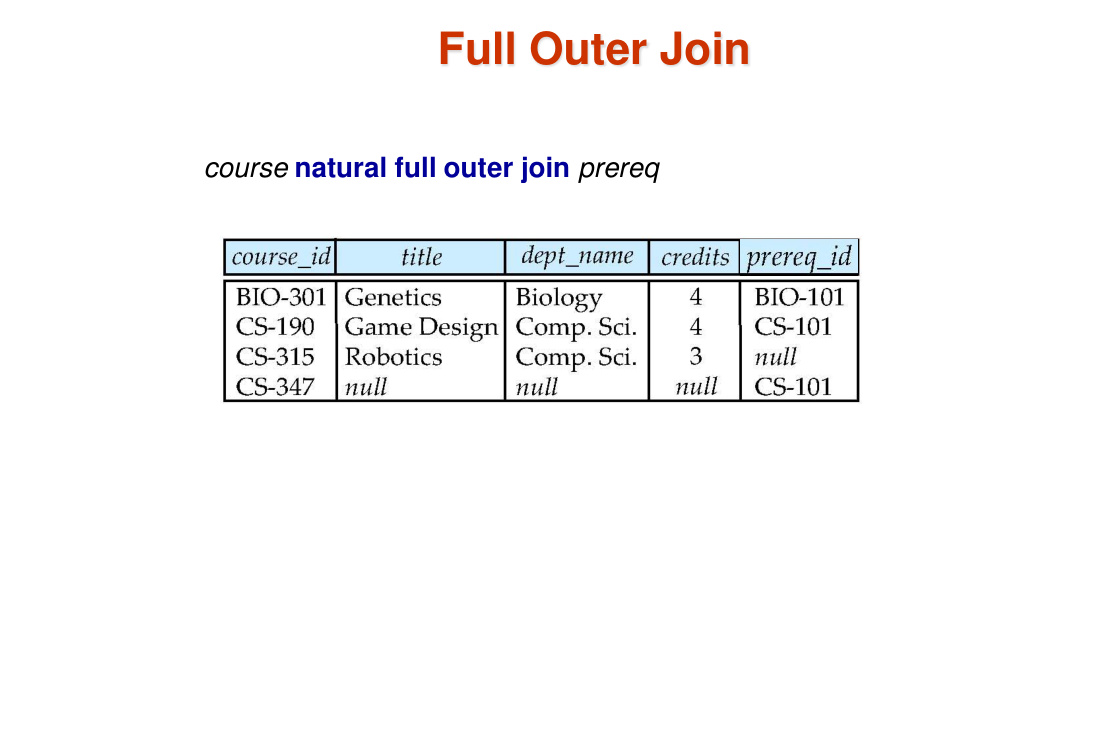 Full Outer Join
course natural full outer join prereq
course_id title dept_name credits prereq_id
BIO-301 Genetics Biology 4 BIO-101
CS-190 Game Design Comp. Sci. 4 CS-101
CS-315 Robotics Comp. Sci. 3 null
CS-347 null null null CS-101